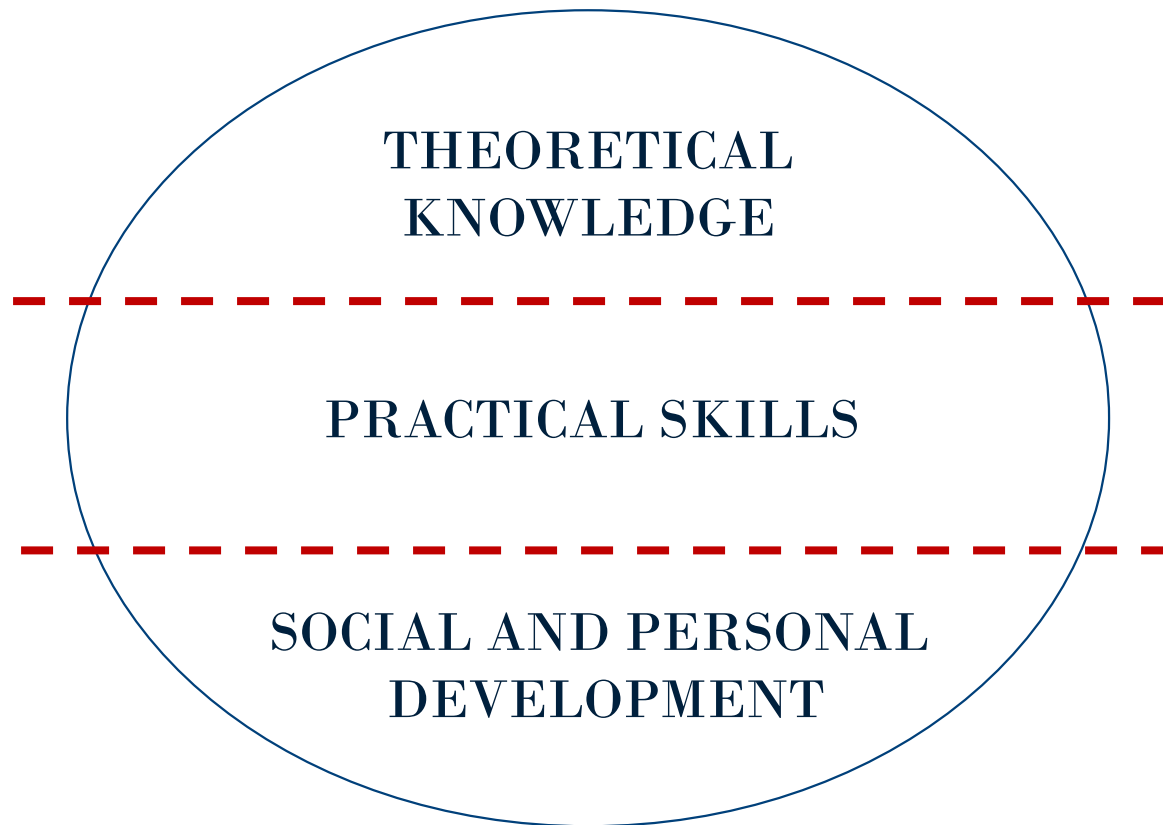 THEORETICAL
KNOWLEDGE
PRACTICAL SKILLS
SOCIAL AND PERSONAL
DEVELOPMENT